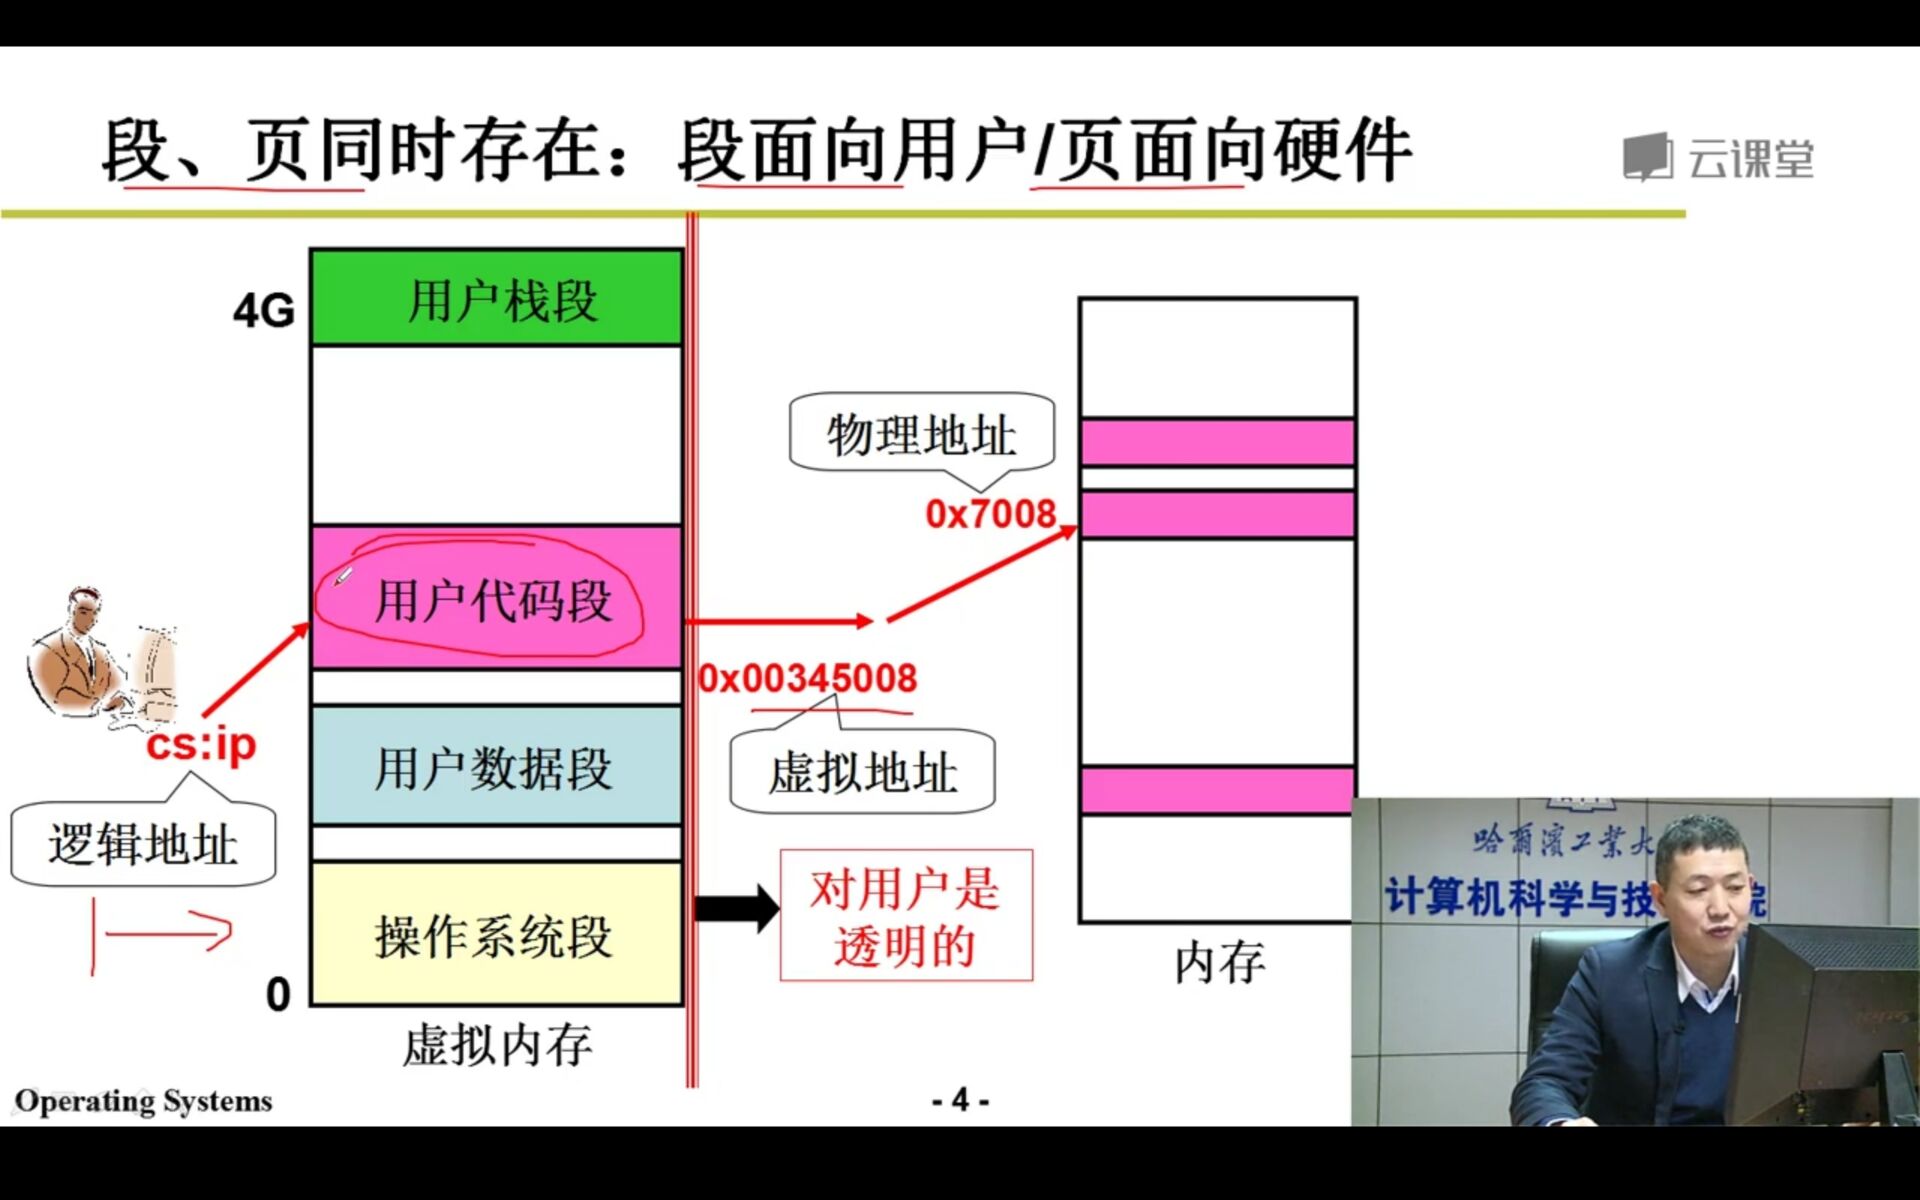 段、页同时存在：段面向用户/页面向硬件
云课堂
4G
用户栈段
物理地址
0x7008
用户代码段
0x00345008
cs:ip
用户数据段
虚拟地址
逻辑地址
对用户是
透明的
操作系统段
0
内存
虚拟内存
哈爾濱工業大
计算机科学与技
院
Operating Systems
- 4 -